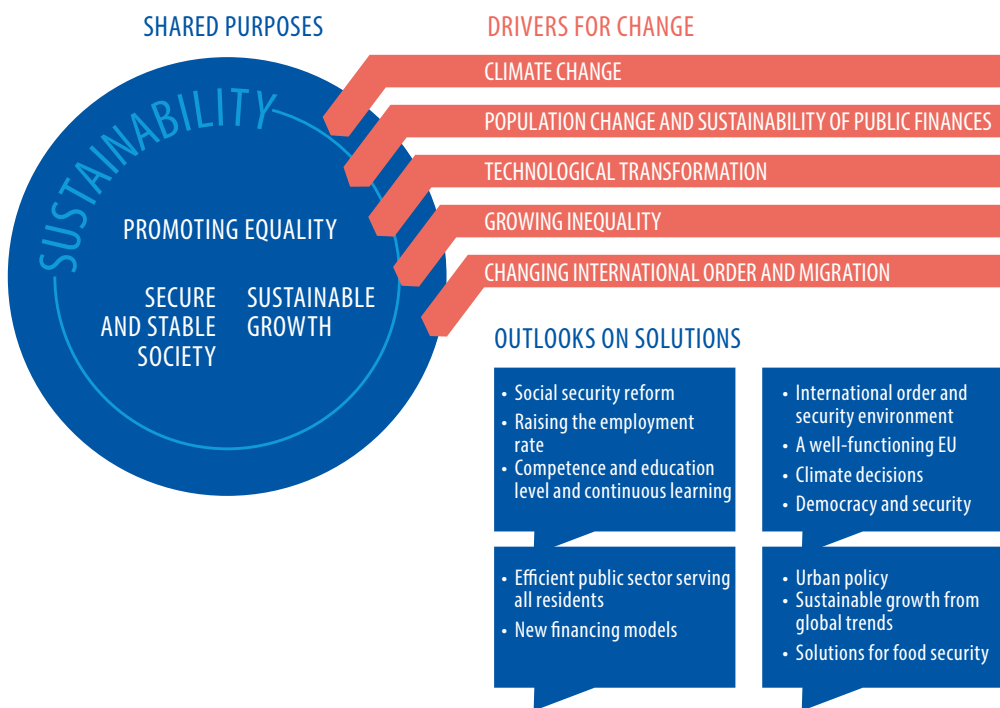 SHARED PURPOSES
SUSTAINABILITY
PROMOTING EQUALITY
SECURE
AND STABLE
SOCIETY
SUSTAINABLE
GROWTH
DRIVERS FOR CHANGE
CLIMATE CHANGE
POPULATION CHANGE AND SUSTAINABILITY OF PUBLIC FINANCES
TECHNOLOGICAL TRANSFORMATION
GROWING INEQUALITY
CHANGING INTERNATIONAL ORDER AND MIGRATION
OUTLOOKS ON SOLUTIONS
• Social security reform
• Raising the employment
rate
• Competence and education
level and continuous learning
• International order and
security environment
• A well-functioning EU
• Climate decisions
• Democracy and security
• Efficient public sector serving
all residents
• New financing models
• Urban policy
• Sustainable growth from
global trends
• Solutions for food security